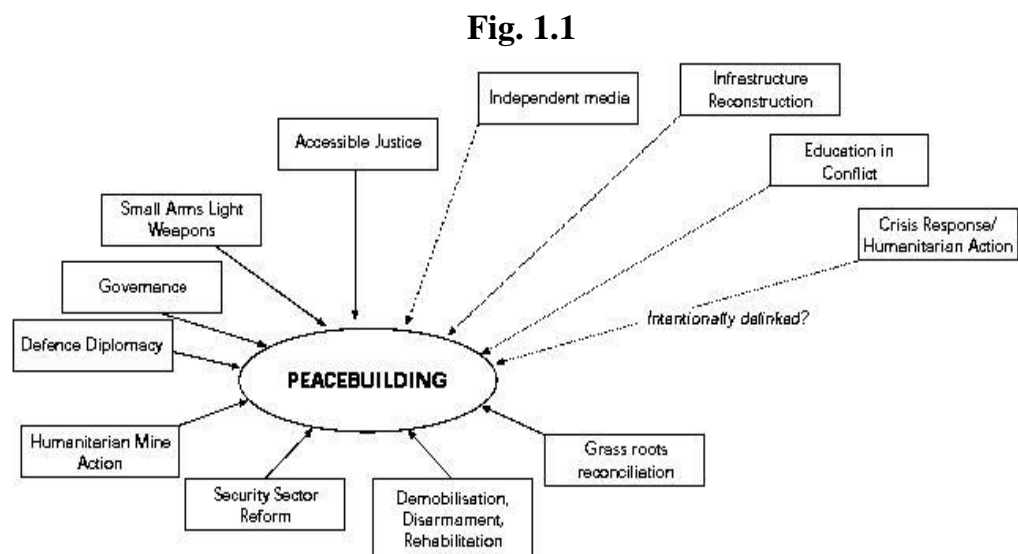 Fig. 1.1
Independent media
Infrastructure
Reconstruction
Accessible Justice
Education in
Conflict
Small Arms Light
Weapons
Crisis Response/
Humanitarian Action
Governance
Intentionally delinked?
Defence Diplomacy
PEACEBUILDING
Humanitarian Mine
Action
Grass roots
reconciliation
Security Sector
Reform
Demobilisation,
Disarmament,
Rehabilitation